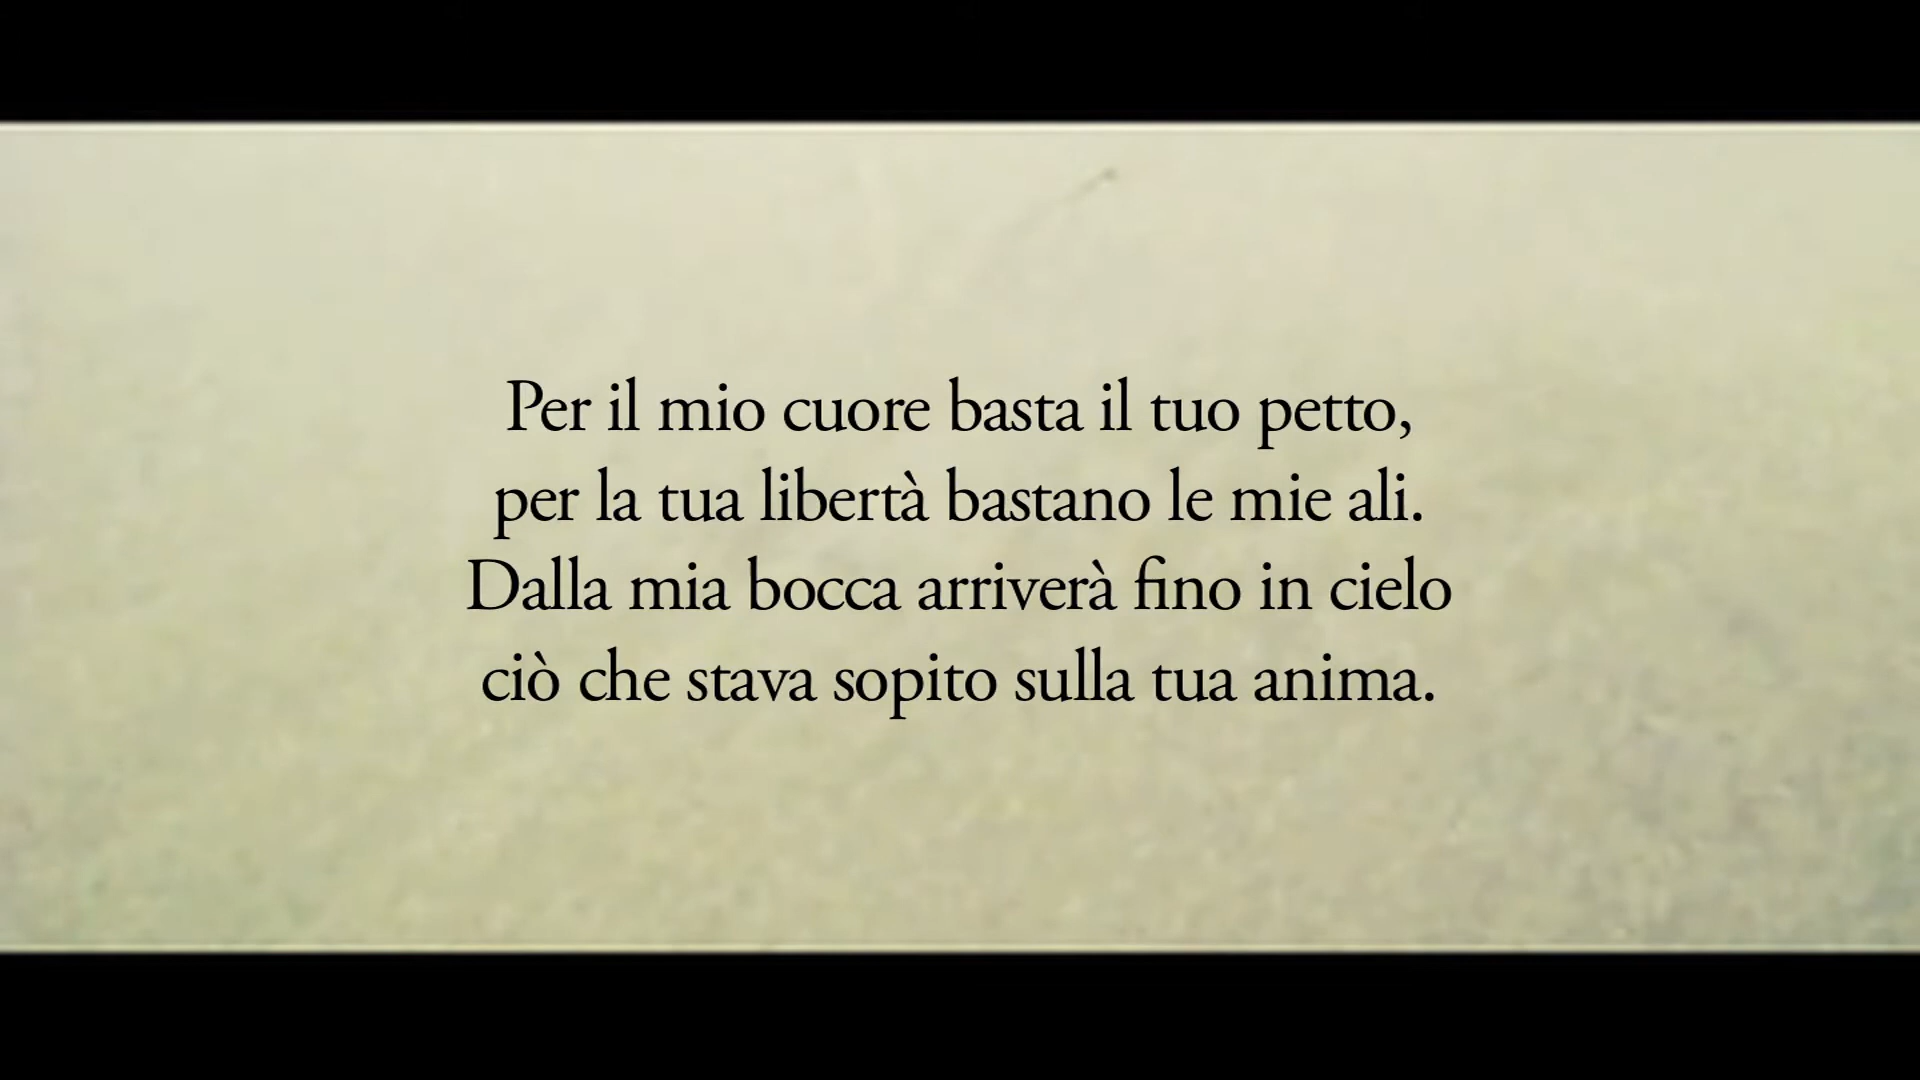 Per il mio cuore basta il tuo petto,
per la tua libertà bastano le mie ali.
Dalla mia bocca arriverà fino in cielo
ciò che stava sopito sulla tua anima.